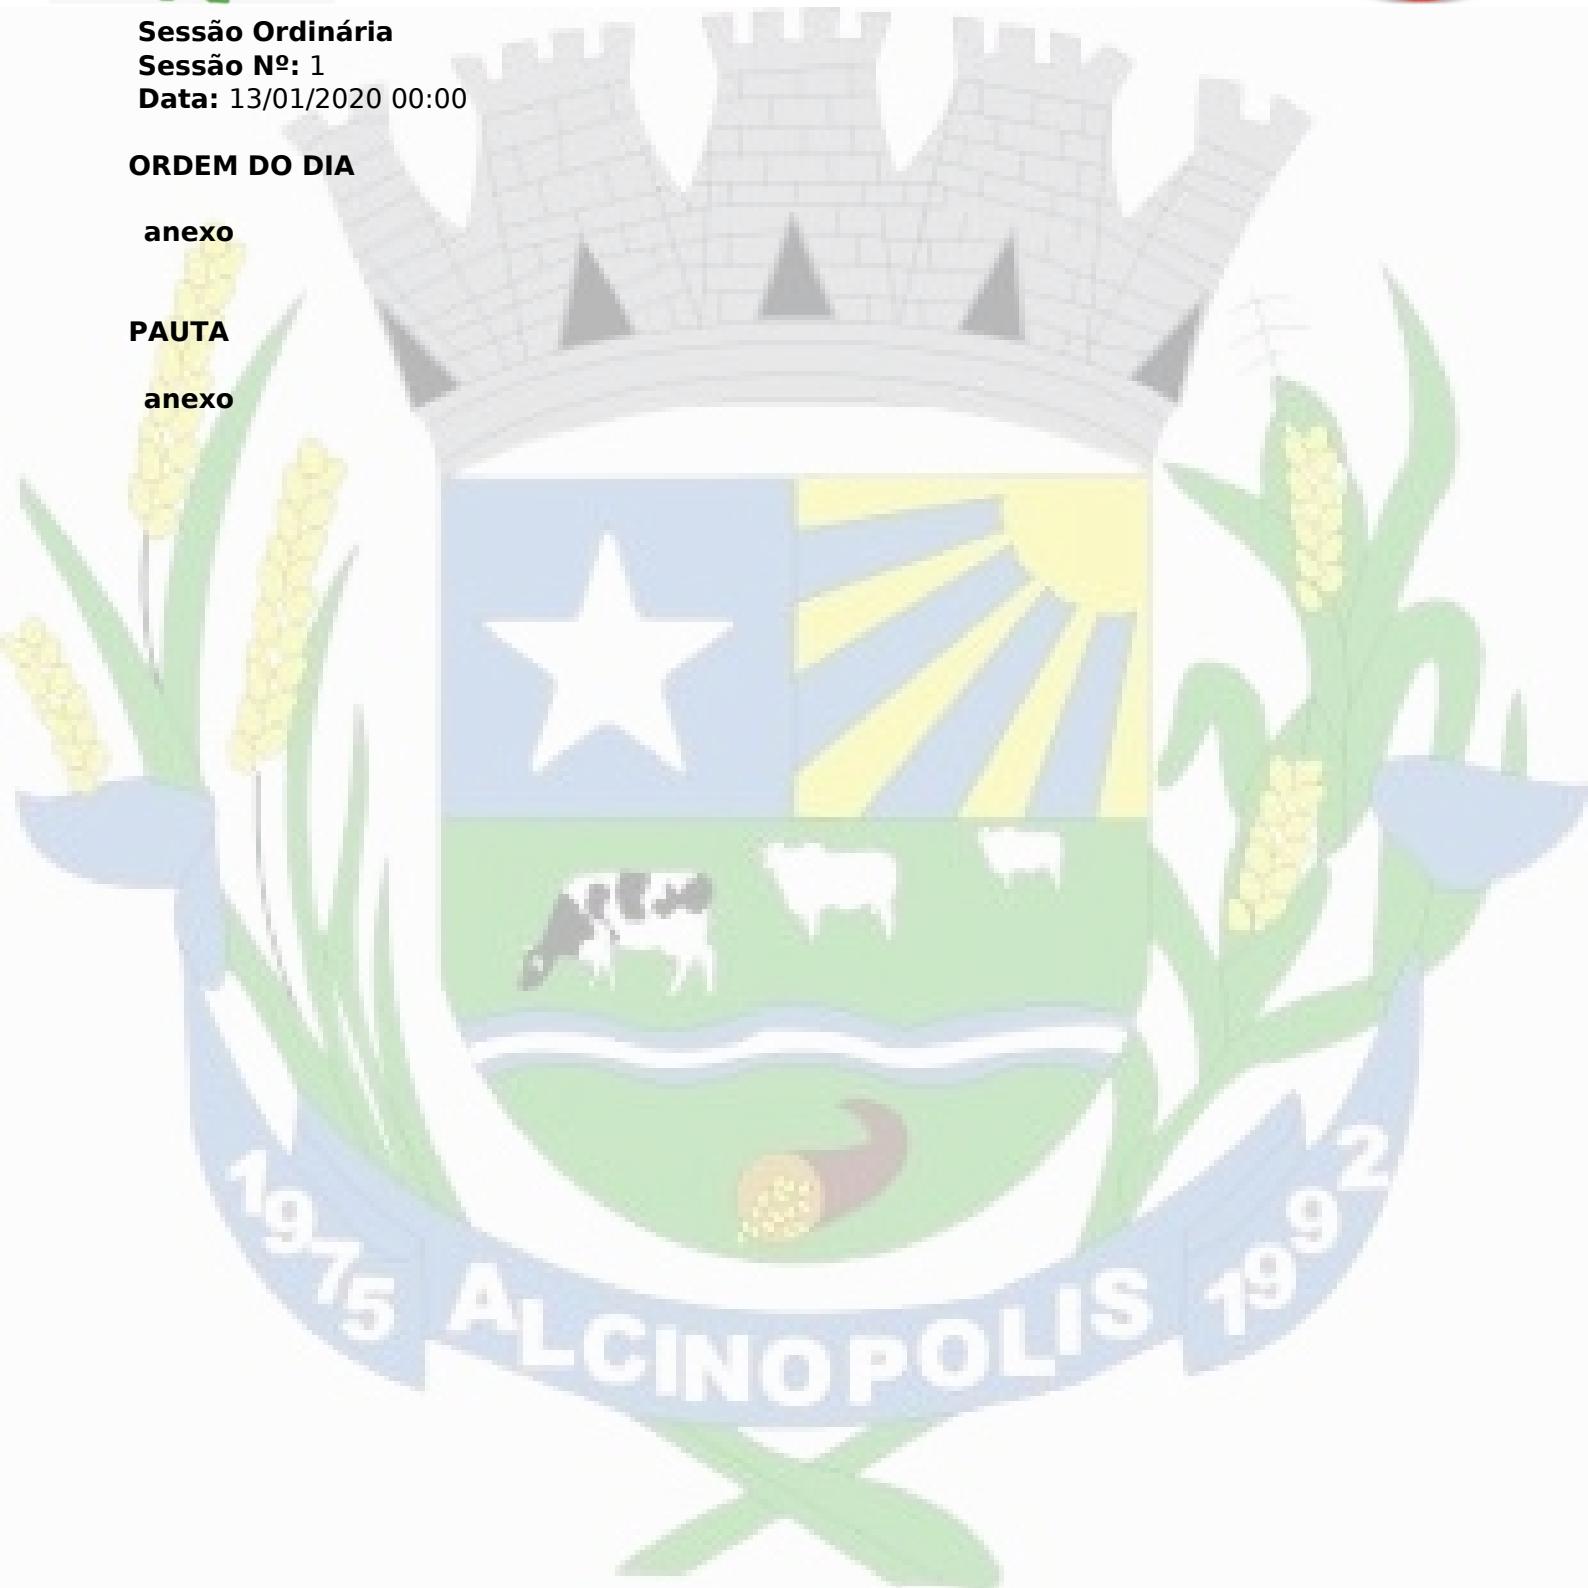 Sessão Ordinária
Sessão Nº: 1
Data: 13/01/2020 00:00
ORDEM DO DIA
anexo
PAUTA
anexo
1975 ALCINOPOLIS 1992